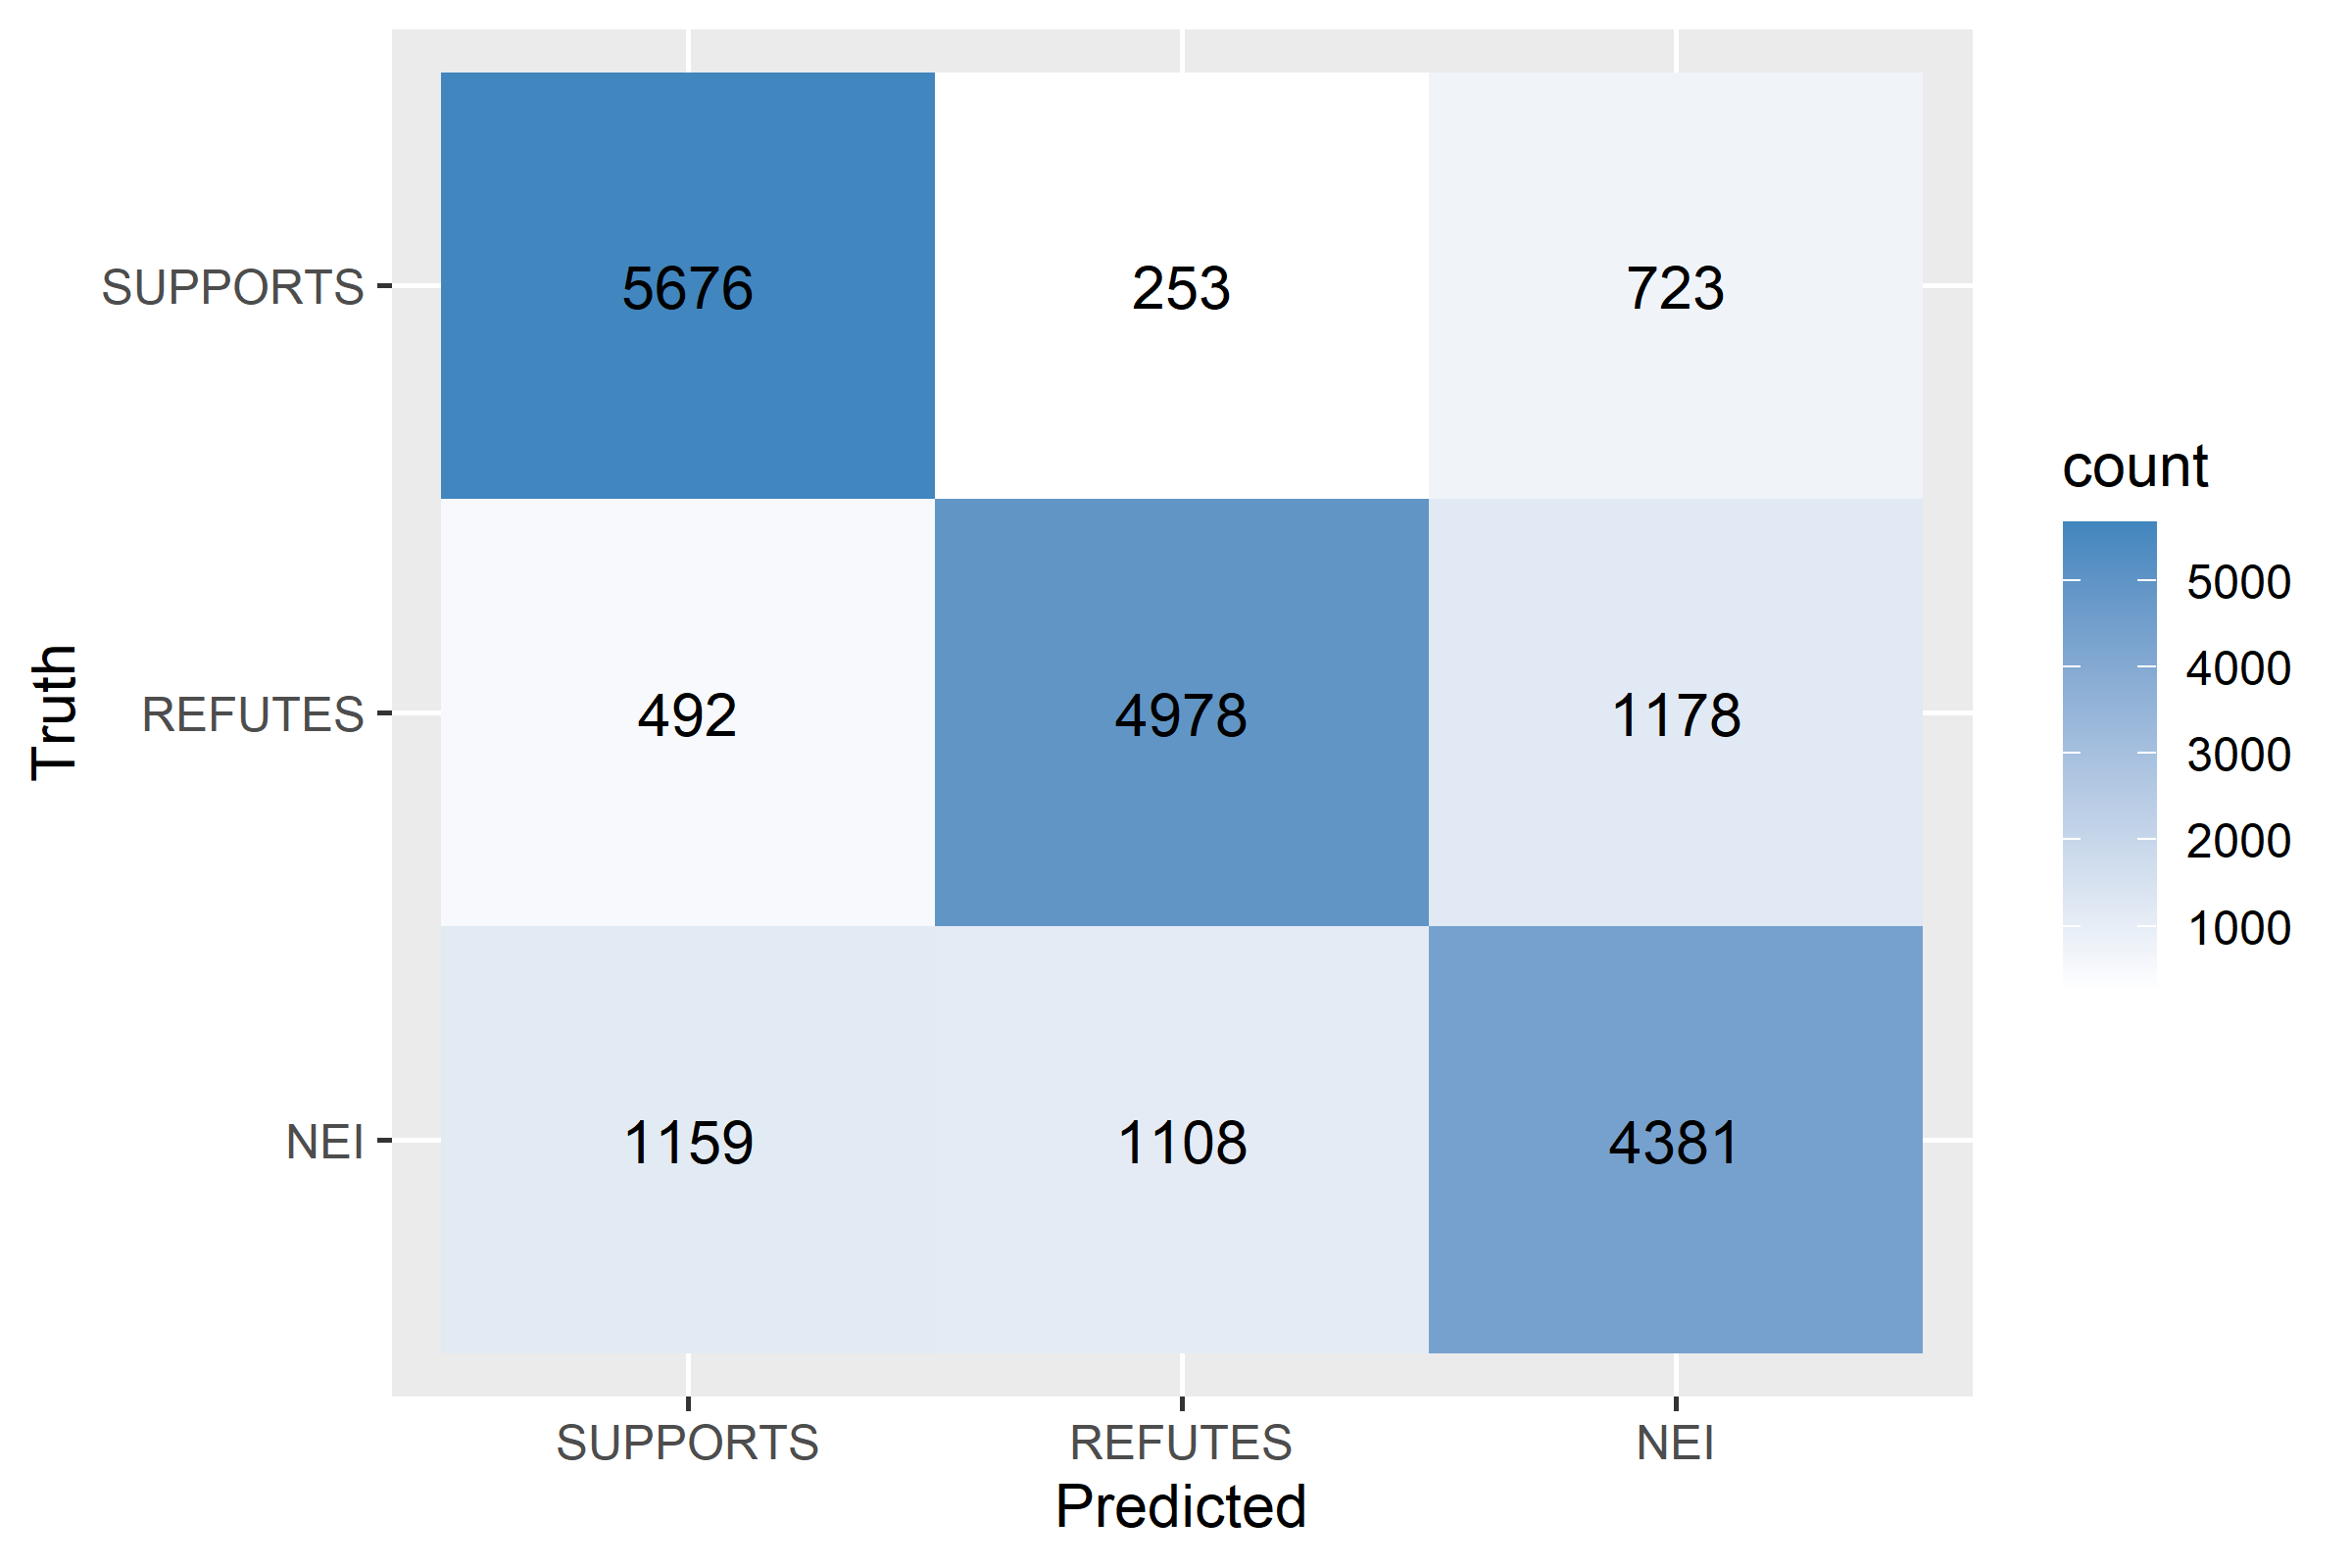 SUPPORTS 5676 253 723
REFUTES 492 4978 1178
NEI 1159 1108 4381
SUPPORTS REFUTES NEI
Predicted
Truth
count
5000
4000
3000
2000
1000